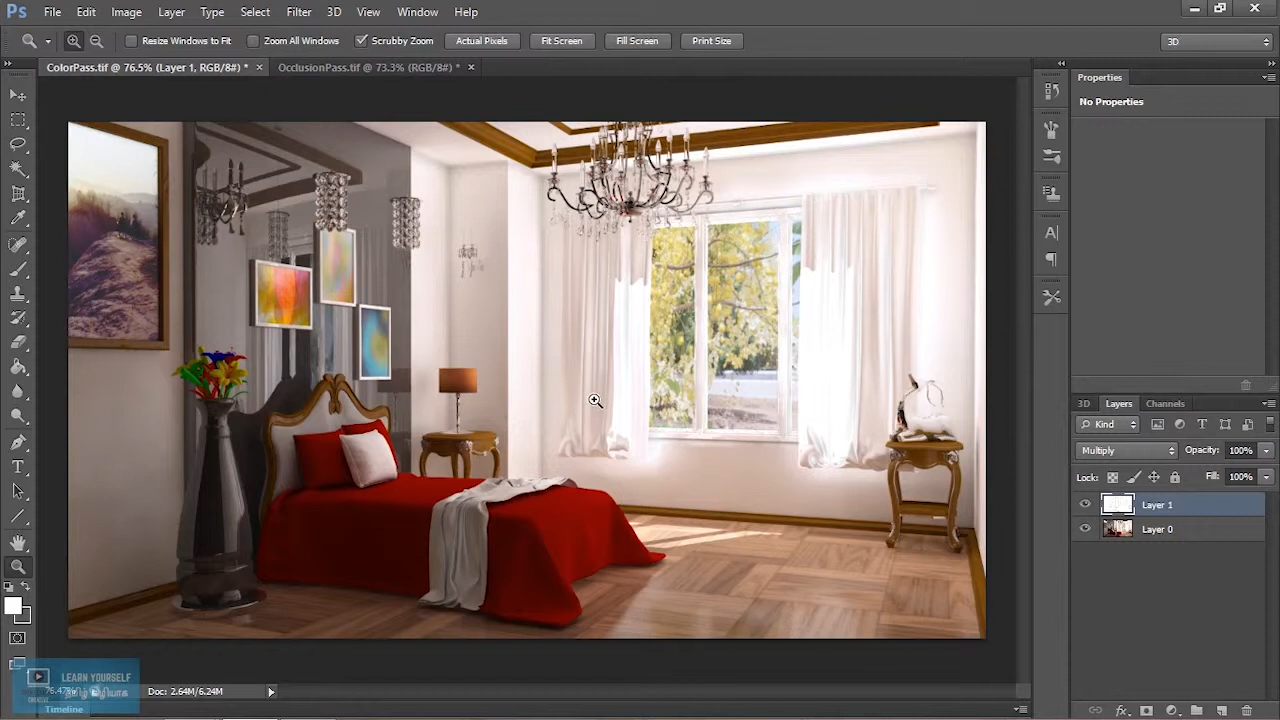 Ps File Edit Image Layer Type Select Filter 3D View Window Help
Resize Windows to Fit Zoom All Windows Scrubby Zoom Actual Pixels Fit Screen Fill Screen Print Size 3D
ColorPass.tif @ 76.5% (Layer 1, RGB/8#) * × OcclusionPass.tif @ 73.3% (RGB/8#) * ×
Properties
No Properties
3D Layers Channels
Kind
Multiply Opacity: 100%
Lock: Fill: 100%
Layer 1
Layer 0
LEARN YOURSELF
76.47% Doc: 2.64M/6.24M
Timeline